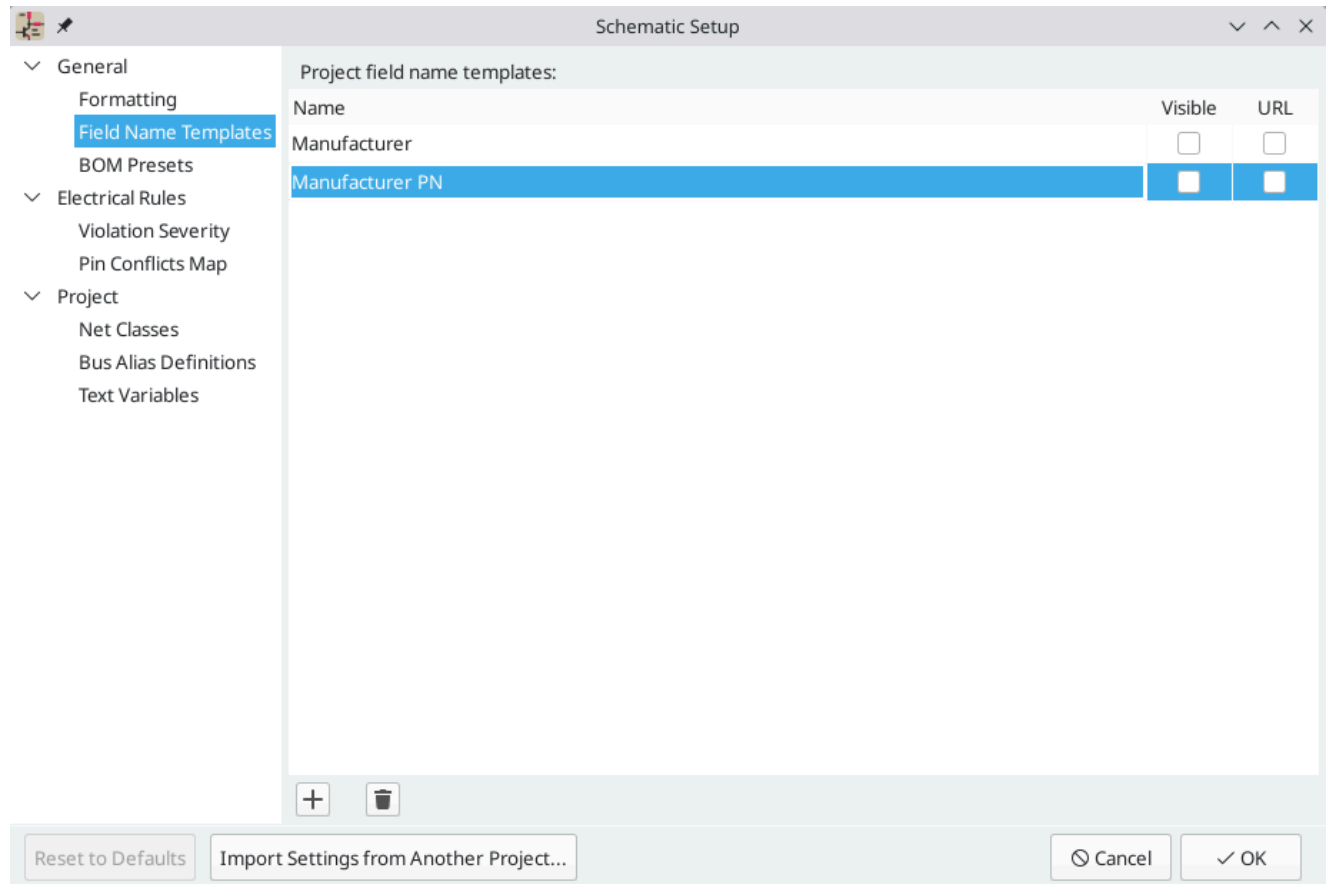 Schematic Setup
General
Formatting
Field Name Templates
BOM Presets
Electrical Rules
Violation Severity
Pin Conflicts Map
Project
Net Classes
Bus Alias Definitions
Text Variables
Project field name templates:
Name Visible URL
Manufacturer
Manufacturer PN
Reset to Defaults Import Settings from Another Project... Cancel OK